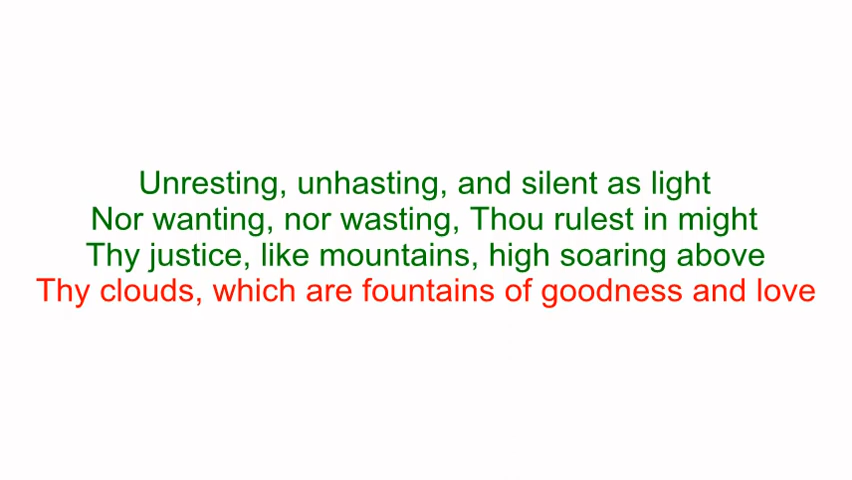 Unresting, unhasting, and silent as light
Nor wanting, nor wasting, Thou rulest in might
Thy justice, like mountains, high soaring above
Thy clouds, which are fountains of goodness and love